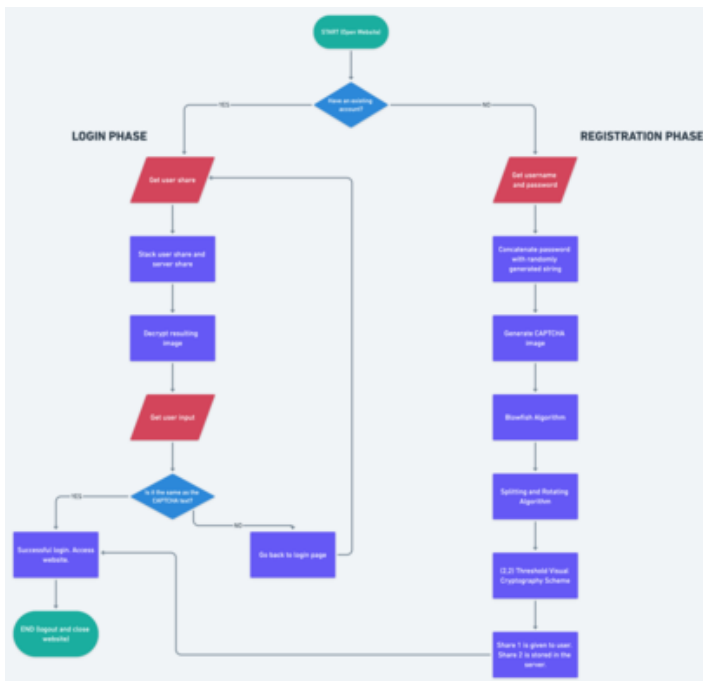 START (Open Website)
Have an existing
account?
YES
NO
LOGIN PHASE
REGISTRATION PHASE
Get user share
Get username
and password
Stack user share and
server share
Concatenate password
with randomly
generated string
Decrypt resulting
image
Generate CAPTCHA
image
Get user input
Blowfish Algorithm
Is it the same as the
CAPTCHA text?
YES
NO
Splitting and Rotating
Algorithm
Successful login. Access
website.
Go back to login page
(2,2) Threshold Visual
Cryptography Scheme
END (logout and close
website)
Share 1 is given to user.
Share 2 is stored in the
server.